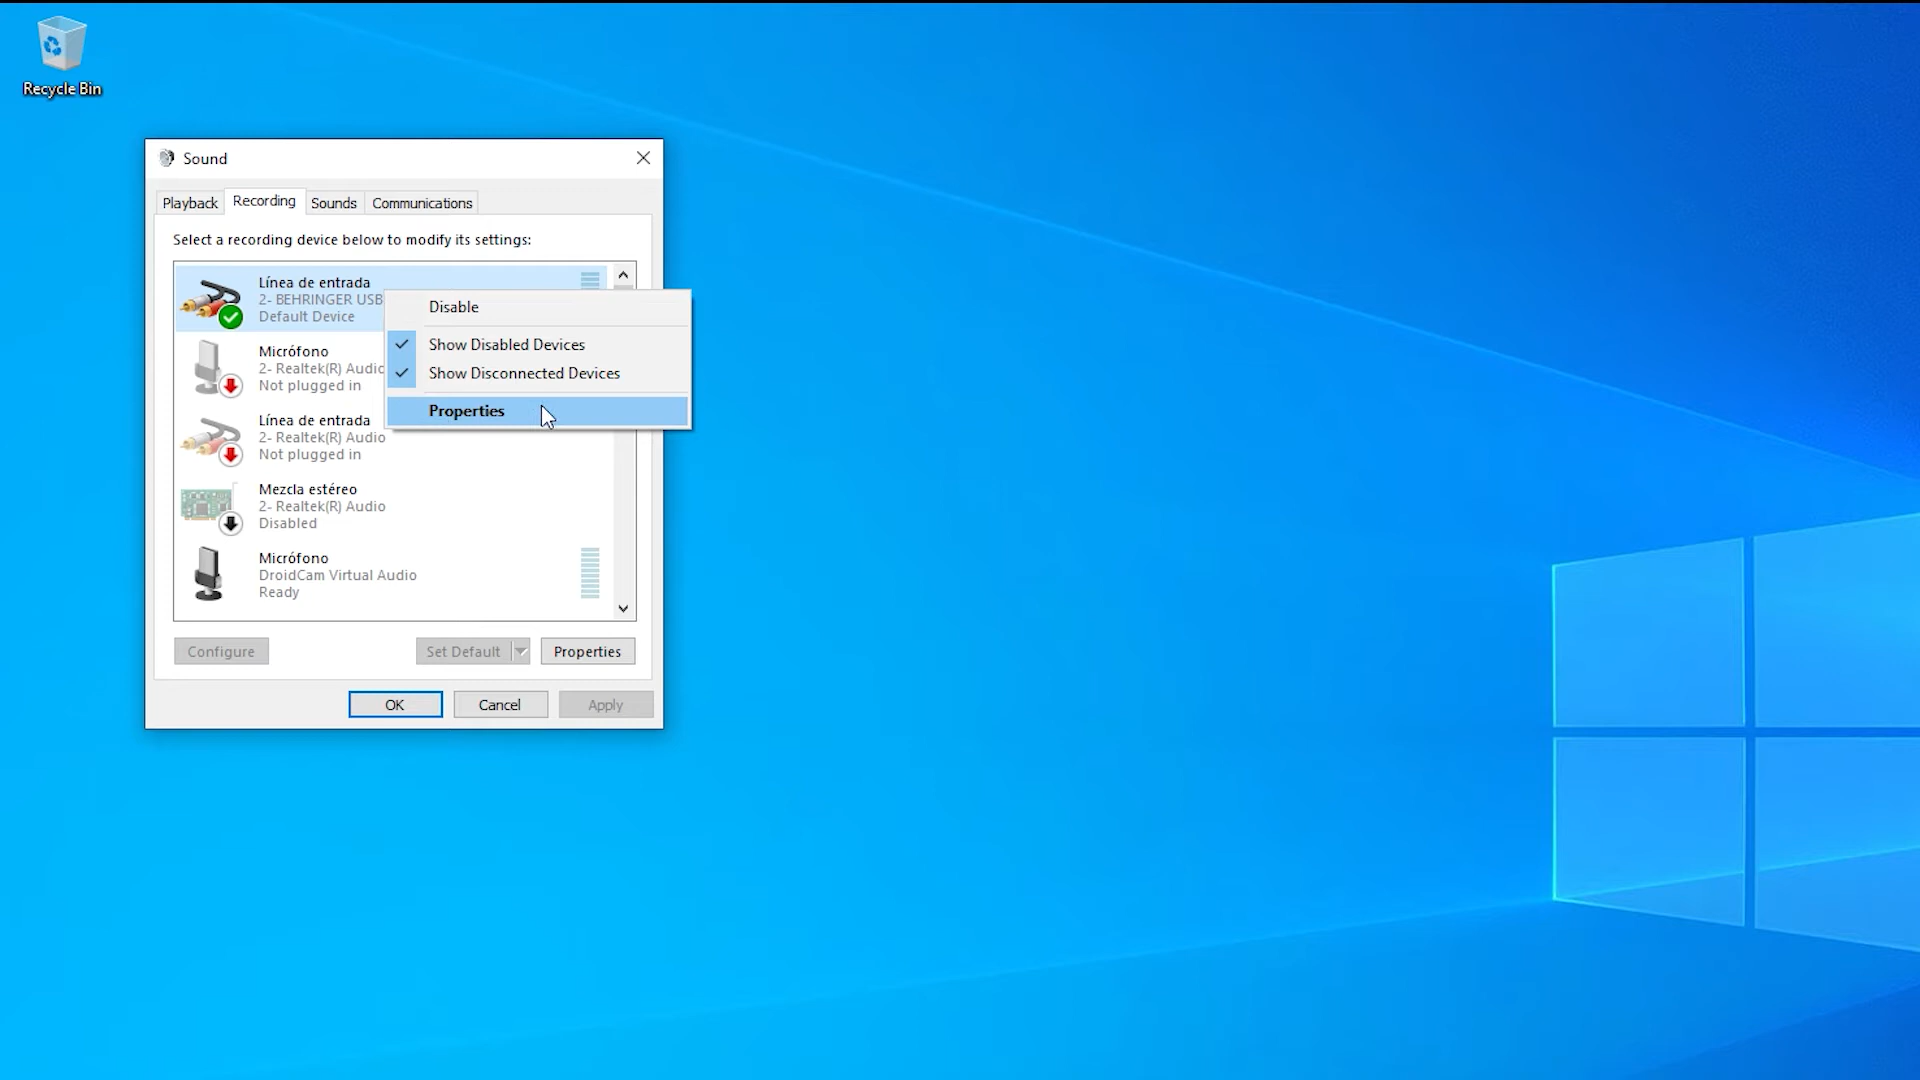 Recycle Bin
Sound
Playback
Recording
Sounds
Communications
Select a recording device below to modify its settings:
Línea de entrada
2- BEHRINGER USB
Default Device
Disable
Show Disabled Devices
Show Disconnected Devices
Properties
Micrófono
2- Realtek(R) Audio
Not plugged in
Línea de entrada
2- Realtek(R) Audio
Not plugged in
Mezcla estéreo
2- Realtek(R) Audio
Disabled
Micrófono
DroidCam Virtual Audio
Ready
Configure
Set Default
Properties
OK
Cancel
Apply